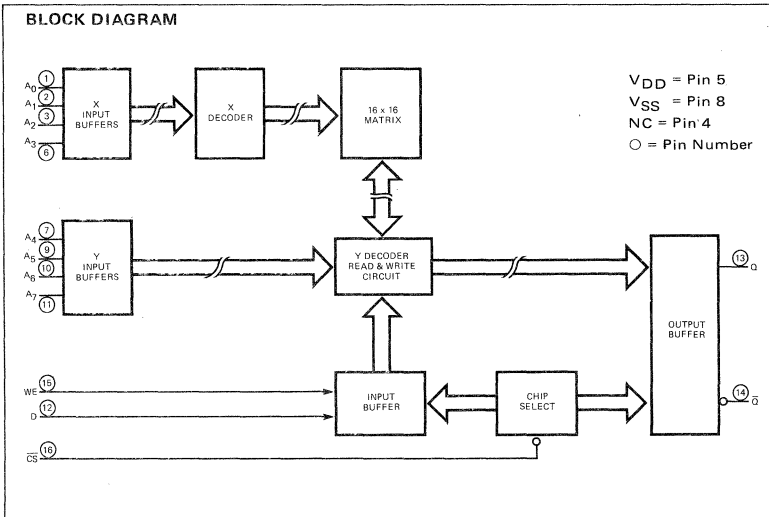 BLOCK DIAGRAM
VDD = Pin 5
VSS = Pin 8
NC = Pin 4
○ = Pin Number
A0 1
A1 2
A2 3
A3 6
X
INPUT
BUFFERS
X
DECODER
16 x 16
MATRIX
A4 7
A5 9
A6 10
A7 11
Y
INPUT
BUFFERS
Y DECODER
READ & WRITE
CIRCUIT
OUTPUT
BUFFER
13 Q
14 Q̅
WE 15
D 12
C̅S̅ 16
INPUT
BUFFER
CHIP
SELECT